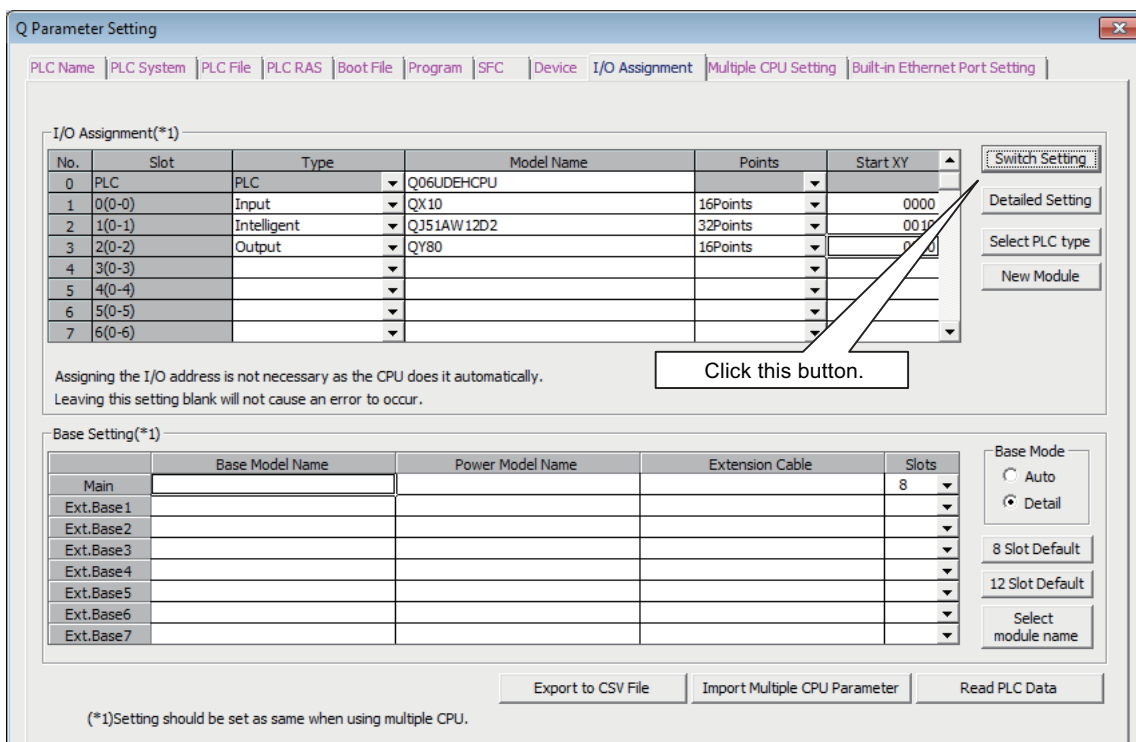 Q Parameter Setting
PLC Name PLC System PLC File PLC RAS Boot File Program SFC Device I/O Assignment Multiple CPU Setting Built-in Ethernet Port Setting
I/O Assignment(*1)
No. Slot Type Model Name Points Start XY
0 PLC PLC Q06UDEHCPU
1 0(0-0) Input QX10 16Points 0000
2 1(0-1) Intelligent QJ51AW12D2 32Points 0010
3 2(0-2) Output QY80 16Points
4 3(0-3)
5 4(0-4)
6 5(0-5)
7 6(0-6)
Switch Setting
Detailed Setting
Select PLC type
New Module
Click this button.
Assigning the I/O address is not necessary as the CPU does it automatically.
Leaving this setting blank will not cause an error to occur.
Base Setting(*1)
Base Model Name Power Model Name Extension Cable Slots
Main 8
Ext.Base1
Ext.Base2
Ext.Base3
Ext.Base4
Ext.Base5
Ext.Base6
Ext.Base7
Base Mode
Auto
Detail
8 Slot Default
12 Slot Default
Select
module name
Export to CSV File Import Multiple CPU Parameter Read PLC Data
(*1)Setting should be set as same when using multiple CPU.